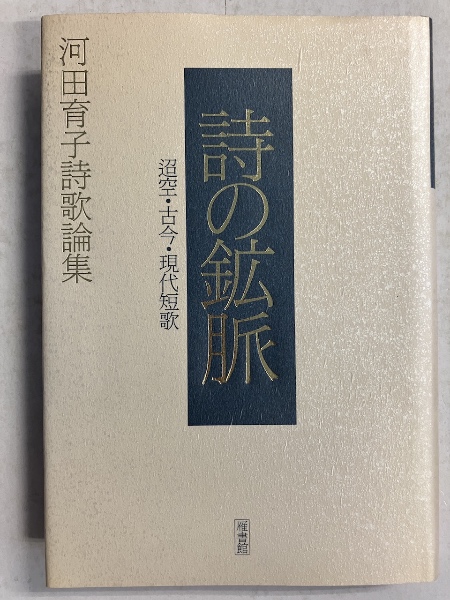 詩の鉱脈
迢空・古今・現代短歌
河田育子詩歌論集
雁書館